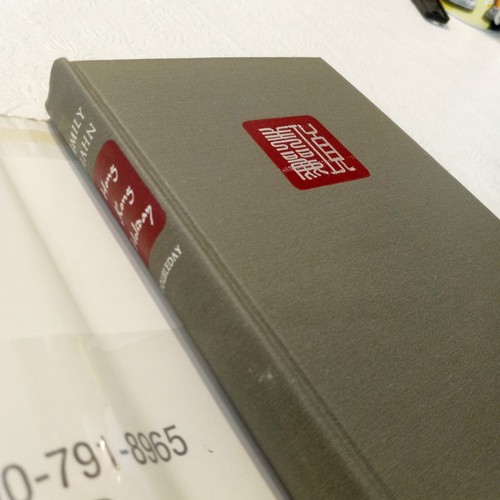 EMILY
HAHN
Hong
Kong
Holiday
DOUBLEDAY
0-791-8965